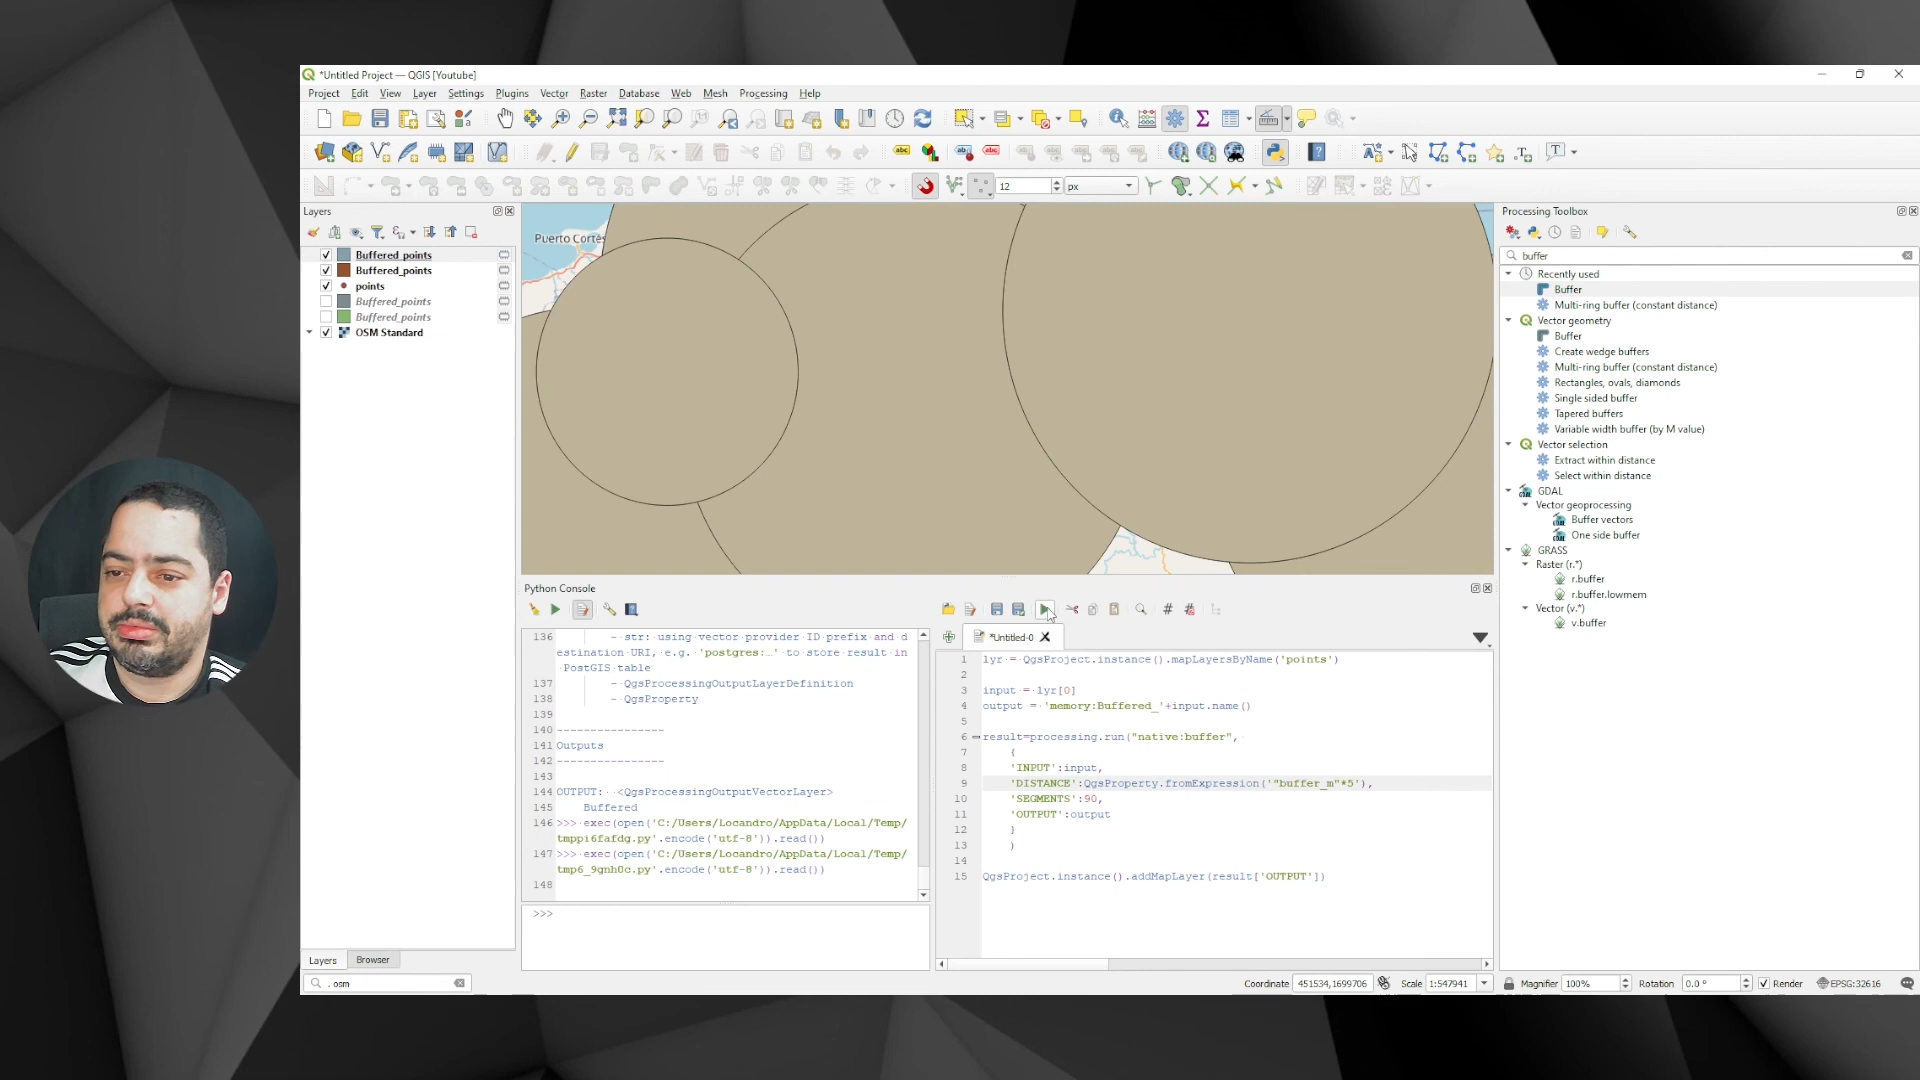 *Untitled Project — QGIS [Youtube]
Project Edit View Layer Settings Plugins Vector Raster Database Web Mesh Processing Help
12 px
Layers
Buffered_points
Buffered_points
points
Buffered_points
Buffered_points
OSM Standard
Layers Browser
. osm
Puerto Cortés
Python Console
136 - str: using vector provider ID prefix and d
estination URI, e.g. 'postgres:…' to store result in
PostGIS table
137 - QgsProcessingOutputLayerDefinition
138 - QgsProperty
139
140 ----------------
141 Outputs
142 ----------------
143
144 OUTPUT: <QgsProcessingOutputVectorLayer>
145 Buffered
146 >>> exec(open('C:/Users/Locandro/AppData/Local/Temp/
tmppi6fafdg.py'.encode('utf-8')).read())
147 >>> exec(open('C:/Users/Locandro/AppData/Local/Temp/
tmp6_9gnh0c.py'.encode('utf-8')).read())
148
>>>
*Untitled-0
1 lyr = QgsProject.instance().mapLayersByName('points')
2
3 input = lyr[0]
4 output = 'memory:Buffered_'+input.name()
5
6 result=processing.run("native:buffer",
7 {
8 'INPUT':input,
9 'DISTANCE':QgsProperty.fromExpression('"buffer_m"*5'),
10 'SEGMENTS':90,
11 'OUTPUT':output
12 }
13 )
14
15 QgsProject.instance().addMapLayer(result['OUTPUT'])
Processing Toolbox
buffer
Recently used
Buffer
Multi-ring buffer (constant distance)
Vector geometry
Buffer
Create wedge buffers
Multi-ring buffer (constant distance)
Rectangles, ovals, diamonds
Single sided buffer
Tapered buffers
Variable width buffer (by M value)
Vector selection
Extract within distance
Select within distance
GDAL
Vector geoprocessing
Buffer vectors
One side buffer
GRASS
Raster (r.*)
r.buffer
r.buffer.lowmem
Vector (v.*)
v.buffer
Coordinate 451534,1699706 Scale 1:547941 Magnifier 100% Rotation 0.0 ° Render EPSG:32616